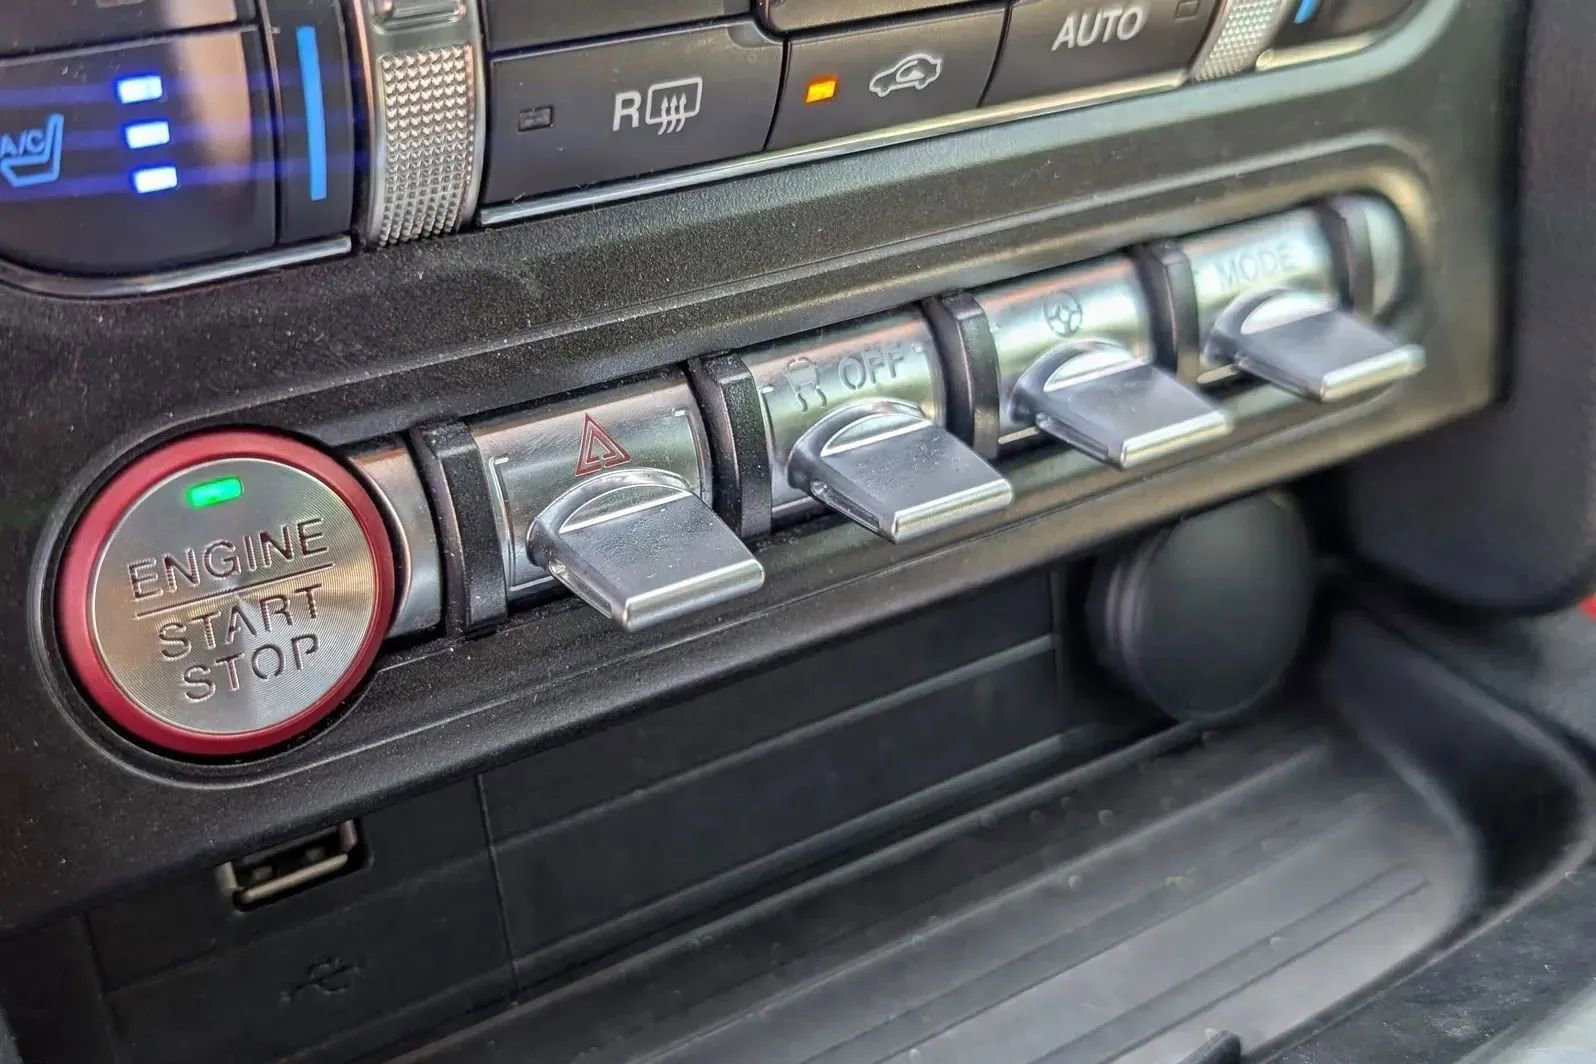 A/C
R
AUTO
MODE
OFF
ENGINE
START
STOP